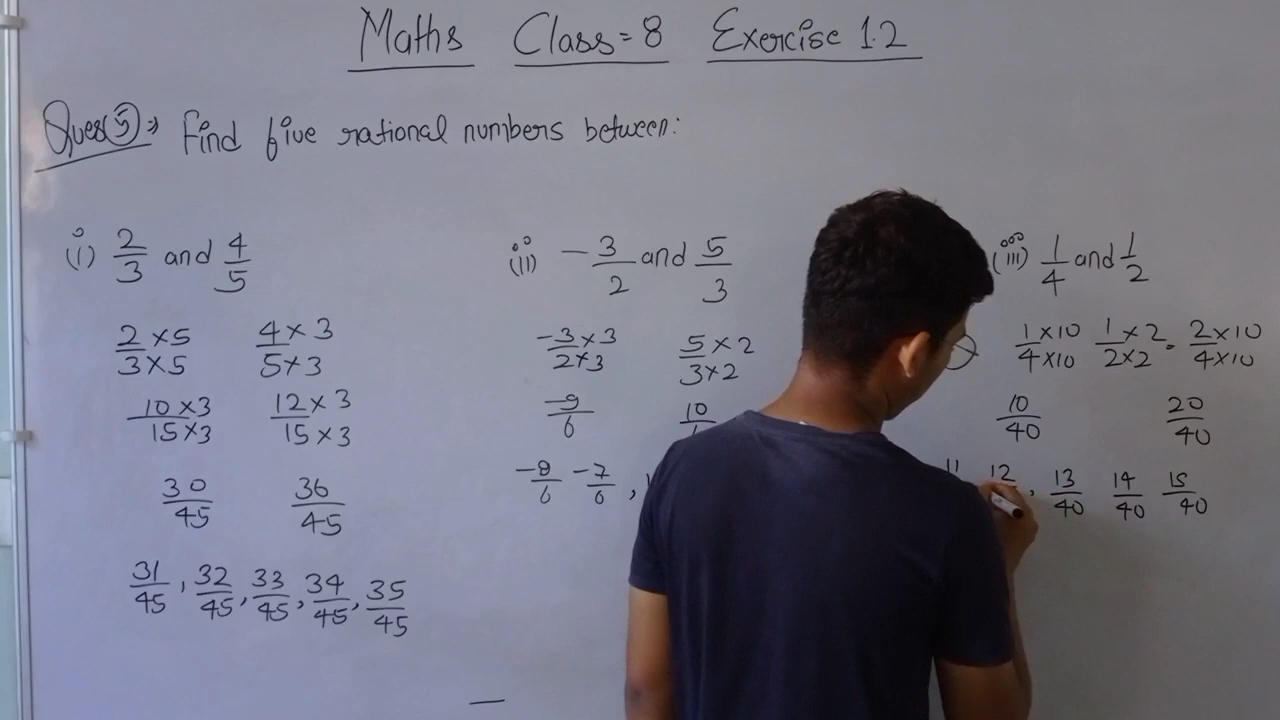 Maths Class=8 Exercise 1.2
Ques(5)⇒ Find five rational numbers between:
(i) 2/3 and 4/5
2×5/3×5 4×3/5×3
10×3/15×3 12×3/15×3
30/45 36/45
31/45, 32/45, 33/45, 34/45, 35/45
(ii) -3/2 and 5/3
-3×3/2×3 5×2/3×2
-9/6 10
-8/6 -7/6,
(iii) 1/4 and 1/2
1×10/4×10 1×2/2×2 = 2×10/4×10
10/40 20/40
11 12, 13/40 14/40 15/40